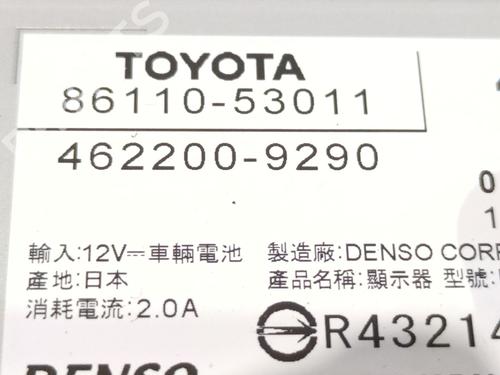 TOYOTA
86110-53011
462200-9290
0
1
輸入:12V⎓車輛電池
製造廠:DENSO CORP
產地:日本
產品名稱:顯示器 型號:
消耗電流:2.0A
R43214
DENSO